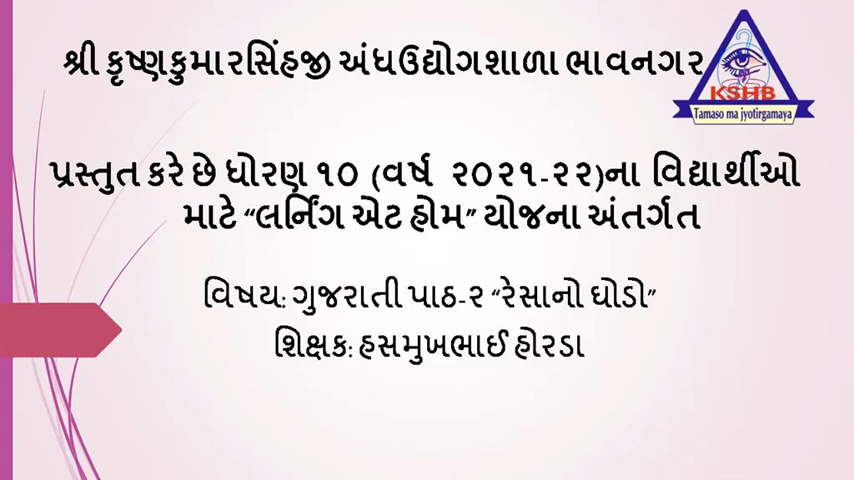 શ્રી કૃષ્ણકુમારસિંહજી અંધઉદ્યોગશાળા ભાવનગર
KSHB
Tamaso ma jyotirgamaya
પ્રસ્તુત કરે છે ધોરણ ૧૦ (વર્ષ ૨૦૨૧-૨૨)ના વિદ્યાર્થીઓ
માટે “લર્નિંગ એટ હોમ” યોજના અંતર્ગત
વિષય: ગુજરાતી પાઠ-૨ “રેસાનો ઘોડો”
શિક્ષક: હસમુખભાઈ હોરડા